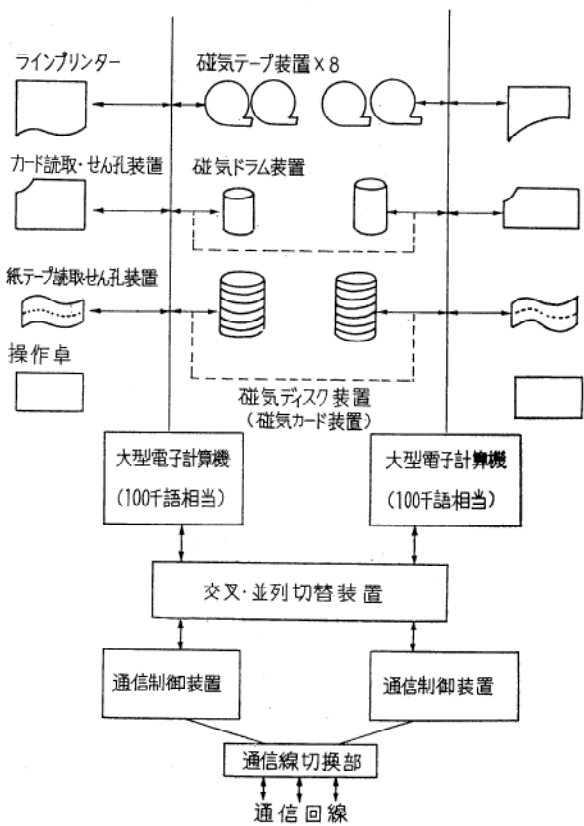 ラインプリンター
磁気テープ装置×8
カード読取・せん孔装置
磁気ドラム装置
紙テープ読取・せん孔装置
操作卓
磁気ディスク装置
(磁気カード装置)
大型電子計算機
(100千語相当)
大型電子計算機
(100千語相当)
交叉・並列切替装置
通信制御装置
通信制御装置
通信線切換部
通信回線